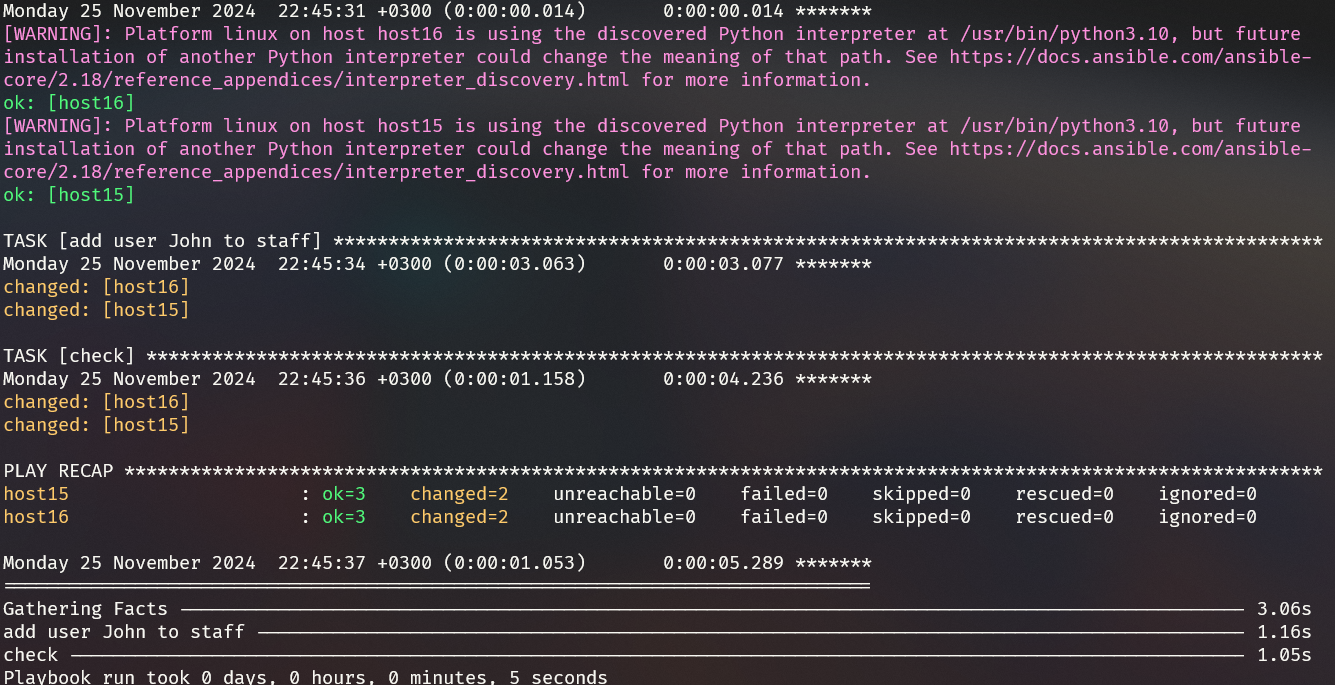 Monday 25 November 2024  22:45:31 +0300 (0:00:00.014)       0:00:00.014 *******
[WARNING]: Platform linux on host host16 is using the discovered Python interpreter at /usr/bin/python3.10, but future
installation of another Python interpreter could change the meaning of that path. See https://docs.ansible.com/ansible-
core/2.18/reference_appendices/interpreter_discovery.html for more information.
ok: [host16]
[WARNING]: Platform linux on host host15 is using the discovered Python interpreter at /usr/bin/python3.10, but future
installation of another Python interpreter could change the meaning of that path. See https://docs.ansible.com/ansible-
core/2.18/reference_appendices/interpreter_discovery.html for more information.
ok: [host15]
TASK [add user John to staff] ******************************************************************************************
Monday 25 November 2024  22:45:34 +0300 (0:00:03.063)       0:00:03.077 *******
changed: [host16]
changed: [host15]
TASK [check] ***********************************************************************************************************
Monday 25 November 2024  22:45:36 +0300 (0:00:01.158)       0:00:04.236 *******
changed: [host16]
changed: [host15]
PLAY RECAP *************************************************************************************************************
host15                     : ok=3    changed=2    unreachable=0    failed=0    skipped=0    rescued=0    ignored=0
host16                     : ok=3    changed=2    unreachable=0    failed=0    skipped=0    rescued=0    ignored=0
Monday 25 November 2024  22:45:37 +0300 (0:00:01.053)       0:00:05.289 *******
===============================================================================
Gathering Facts ------------------------------------------------------------------------------------------------- 3.06s
add user John to staff ------------------------------------------------------------------------------------------ 1.16s
check ----------------------------------------------------------------------------------------------------------- 1.05s
Playbook run took 0 days, 0 hours, 0 minutes, 5 seconds